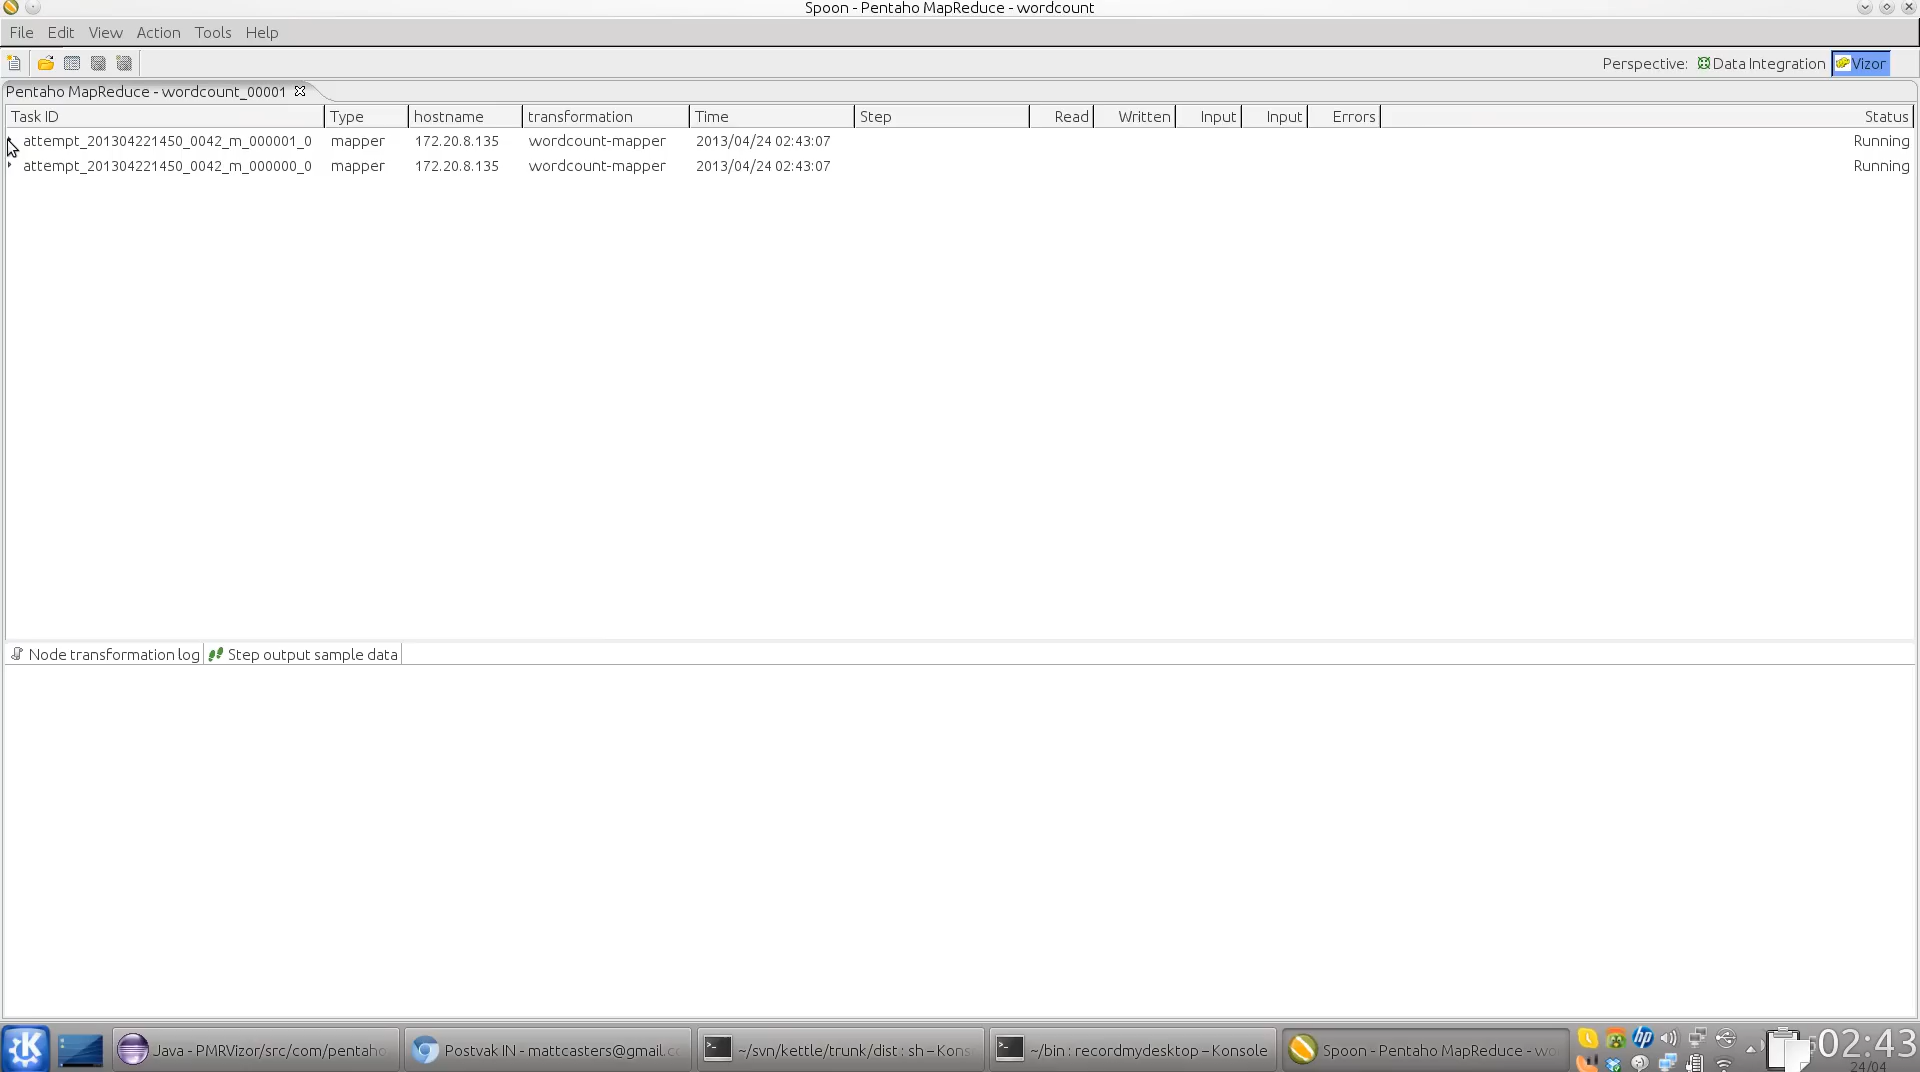 Spoon - Pentaho MapReduce - wordcount
File Edit View Action Tools Help
Perspective: Data Integration Vizor
Pentaho MapReduce - wordcount_00001
Task ID Type hostname transformation Time Step Read Written Input Input Errors Status
attempt_201304221450_0042_m_000001_0 mapper 172.20.8.135 wordcount-mapper 2013/04/24 02:43:07 Running
attempt_201304221450_0042_m_000000_0 mapper 172.20.8.135 wordcount-mapper 2013/04/24 02:43:07 Running
Node transformation log Step output sample data
Java - PMRVizor/src/com/pentaho Postvak IN - mattcasters@gmail.co ~/svn/kettle/trunk/dist : sh – Kons ~/bin : recordmydesktop – Konsole Spoon - Pentaho MapReduce - wo 02:43
24/04